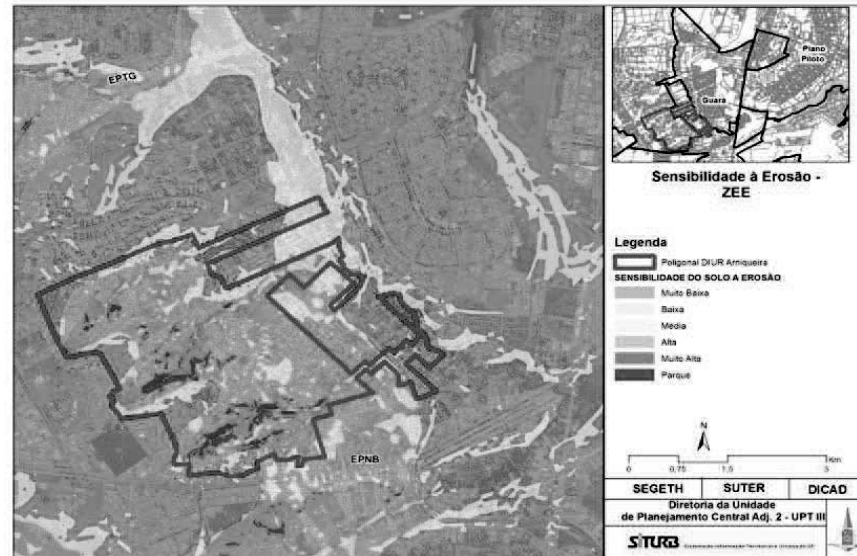 EPTG
EPNB
Plano
Piloto
Guara
Sensibilidade à Erosão -
ZEE
Legenda
Poligonal DIUR Arniqueira
SENSIBILIDADE DO SOLO A EROSÃO
Muito Baixa
Baixa
Média
Alta
Muito Alta
Parque
N
Km
0 0,75 1,5 3
SEGETH SUTER DICAD
Diretoria da Unidade
de Planejamento Central Adj. 2 - UPT III
SITURB